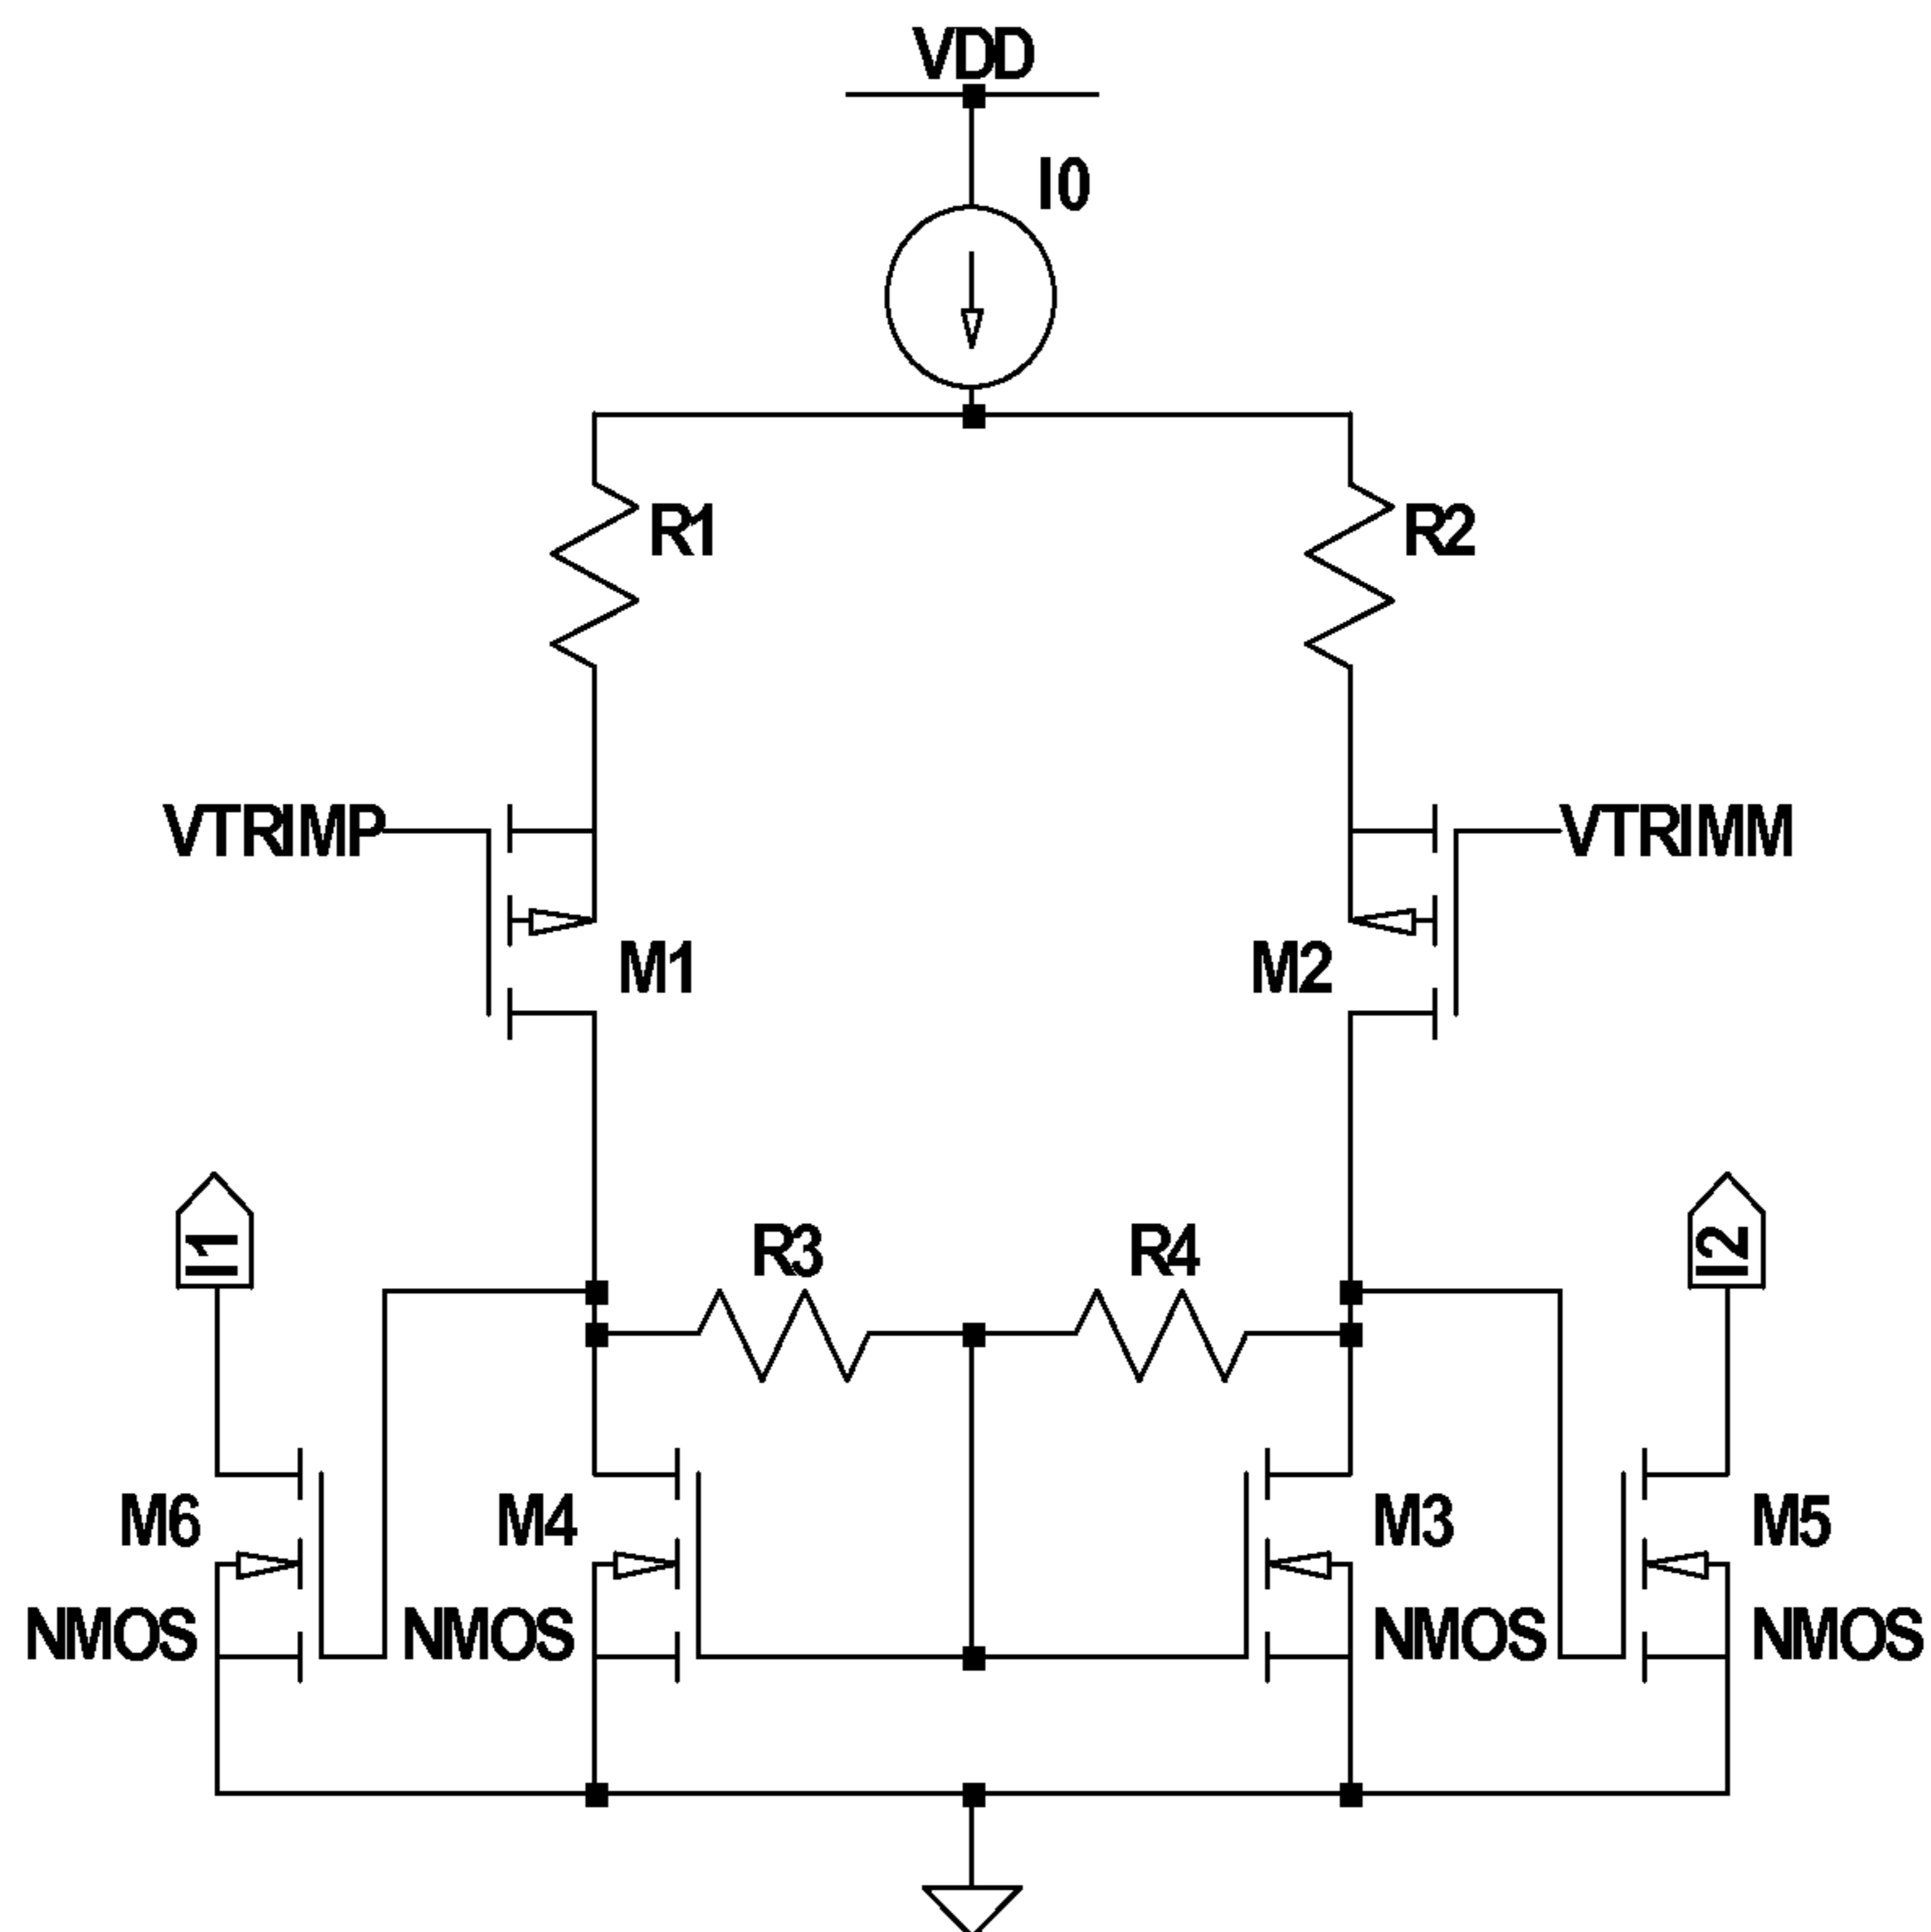 VDD
I0
R1
R2
VTRIMP
VTRIMM
M1
M2
I1
R3
R4
I2
M6
M4
M3
M5
NMOS
NMOS
NMOS
NMOS